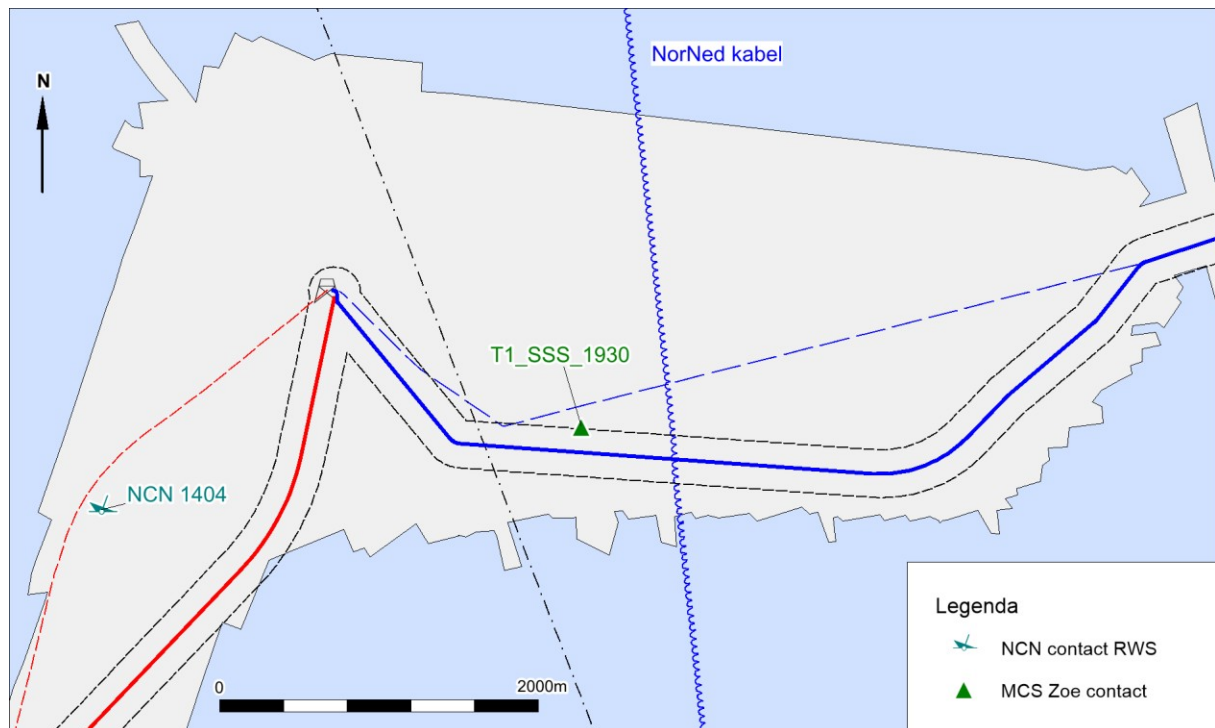 NorNed kabel
N
T1_SSS_1930
NCN 1404
Legenda
NCN contact RWS
MCS Zoe contact
0
2000m